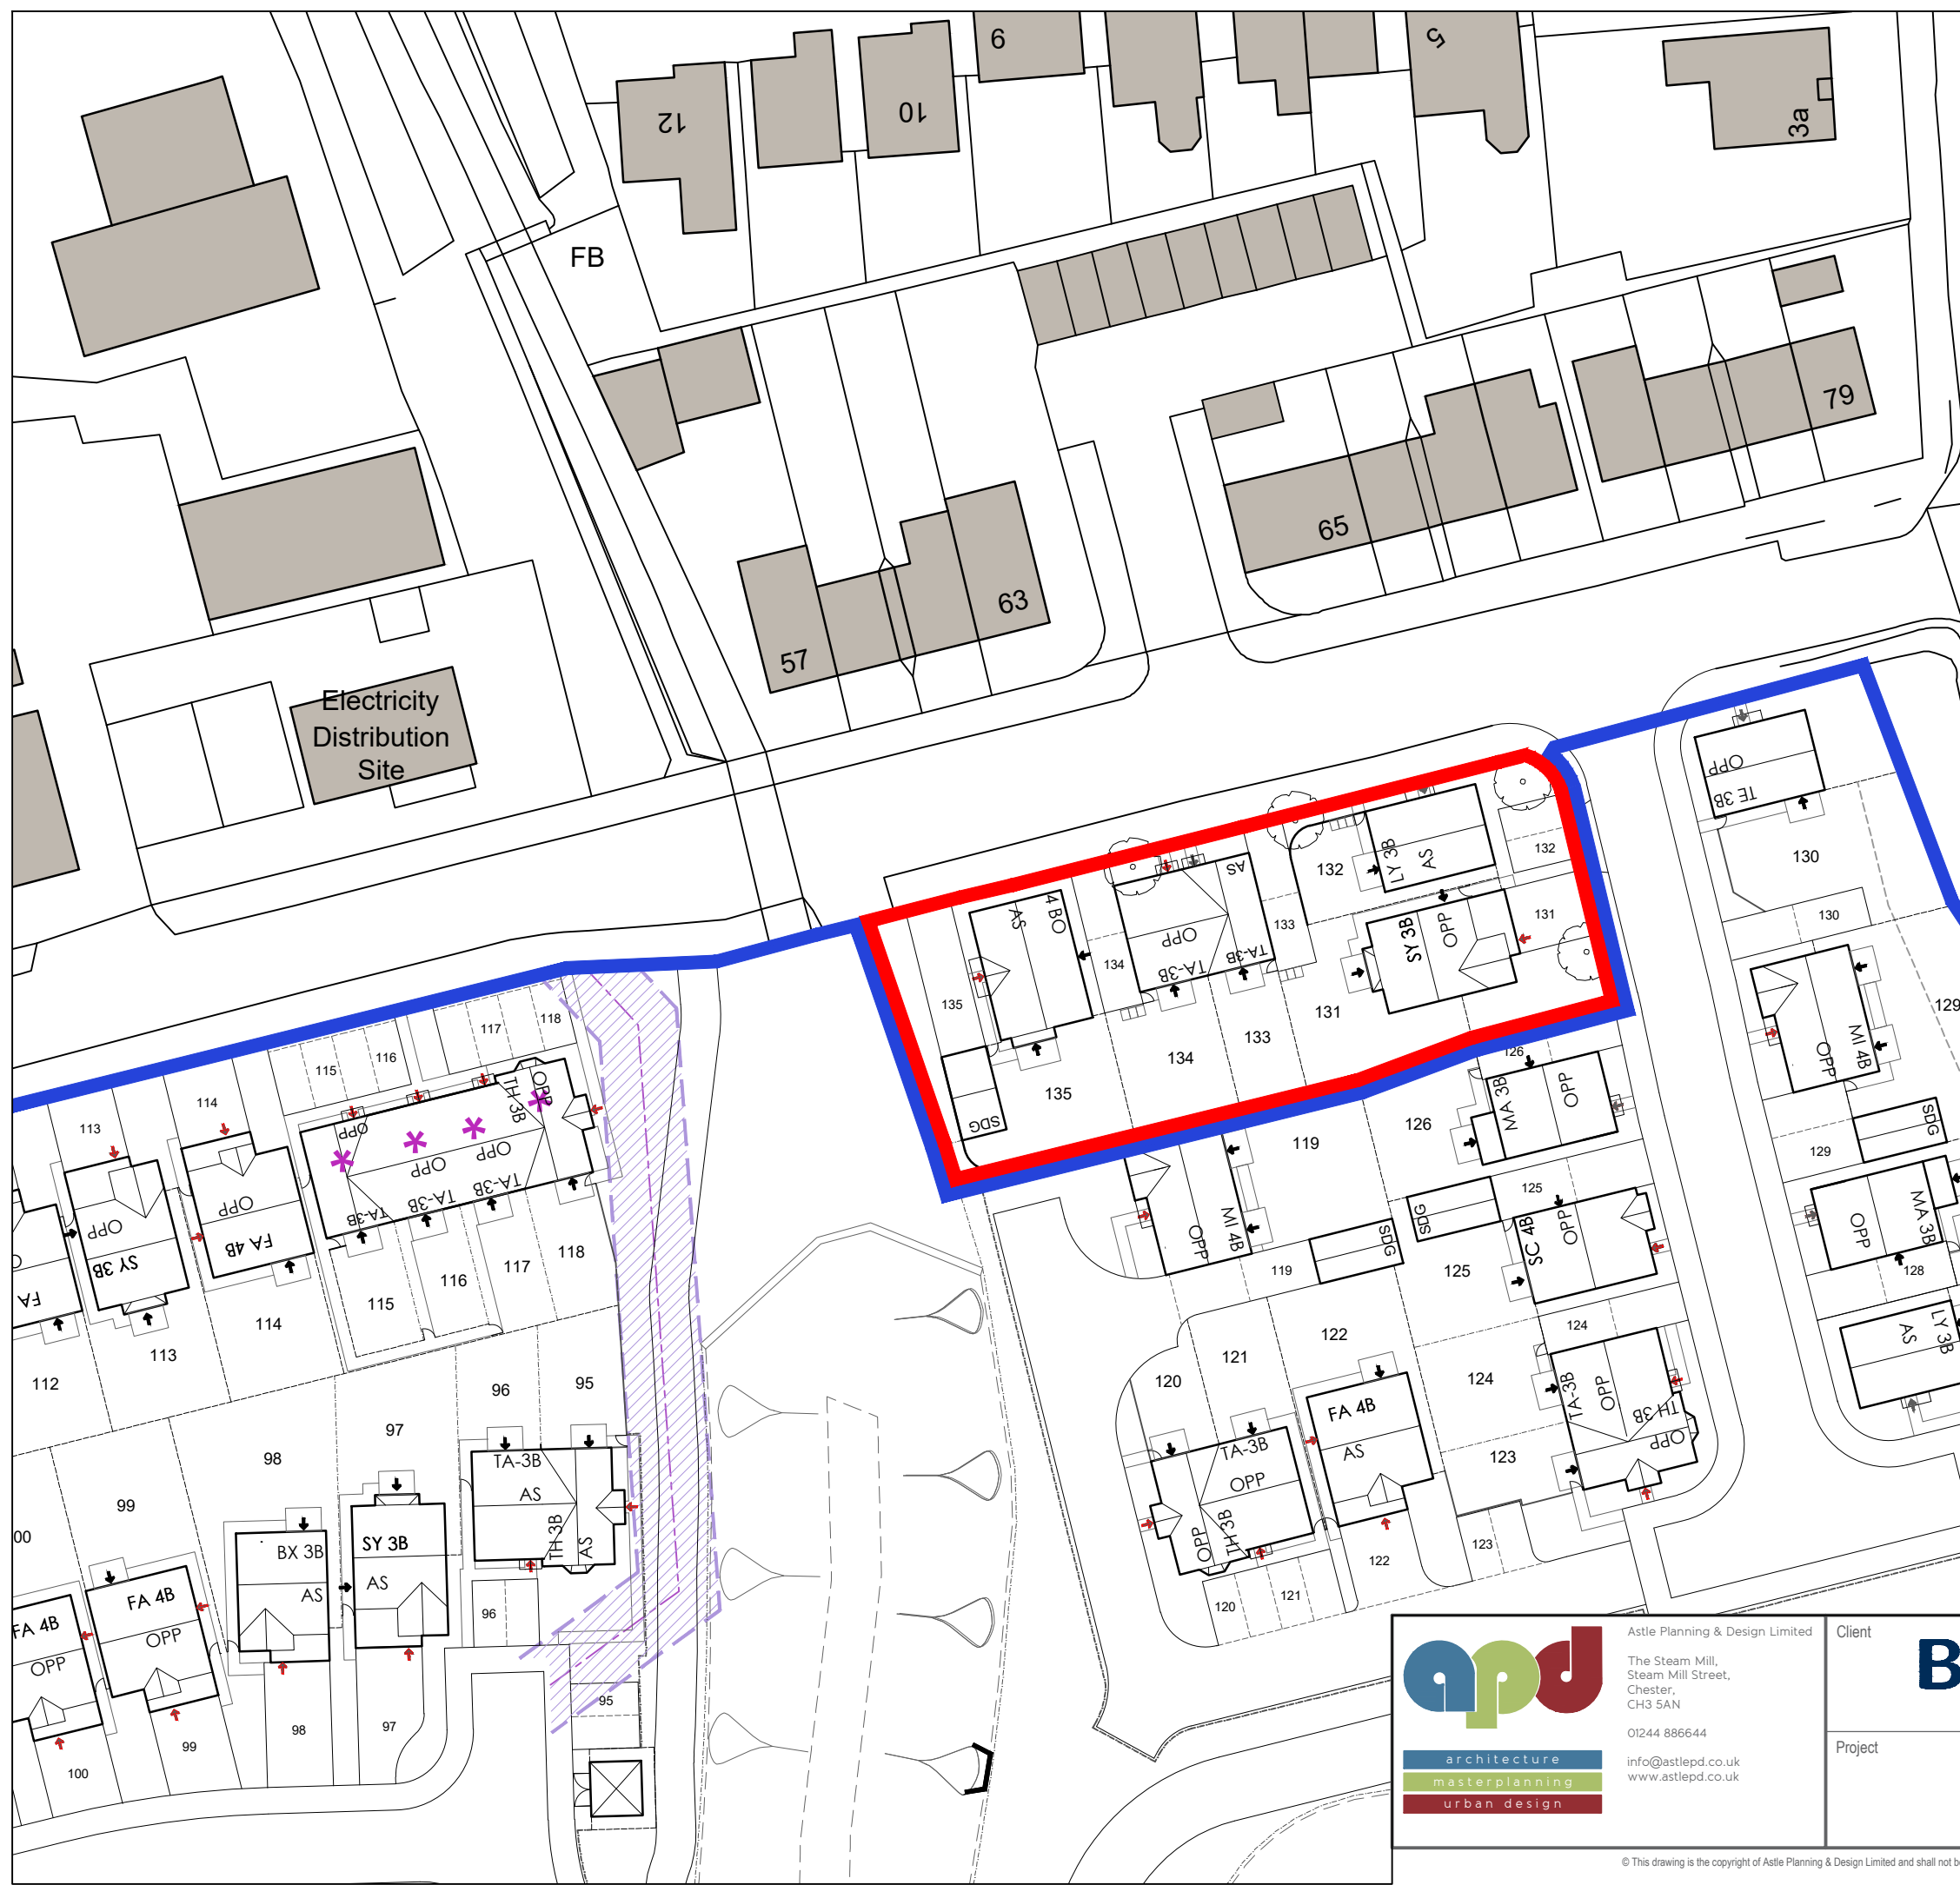 12
10
9
5
3a
FB
79
65
63
57
Electricity
Distribution
Site
OPP
TE 3B
130
130
129
132
LY 3B
AS
132
AS
4 BO
AS
OPP
TA-3B
TA-3B
133
134
135
SY 3B
OPP
131
131
133
134
135
SDG
118
117
116
115
114
113
OPP
TH 3B
OPP
OPP
OPP
TA-3B
TA-3B
TA-3B
OPP
FA 4B
OPP
SY 3B
FA
118
117
116
115
114
113
112
126
MA 3B
OPP
126
119
MI 4B
OPP
SDG
119
SDG
125
SC 4B
OPP
125
124
TA-3B
OPP
TH 3B
OPP
124
123
123
122
121
120
FA 4B
AS
TA-3B
OPP
OPP
TH 3B
122
121
120
MI 4B
OPP
SDG
129
MA 3B
OPP
128
AS
LY 3B
95
96
97
98
99
00
TA-3B
AS
TH 3B
AS
SY 3B
AS
BX 3B
AS
FA 4B
OPP
FA 4B
OPP
96
95
97
98
99
100
apd
architecture
masterplanning
urban design
Astle Planning & Design Limited
The Steam Mill,
Steam Mill Street,
Chester,
CH3 5AN
01244 886644
info@astlepd.co.uk
www.astlepd.co.uk
Client
B
Project
© This drawing is the copyright of Astle Planning & Design Limited and shall not b